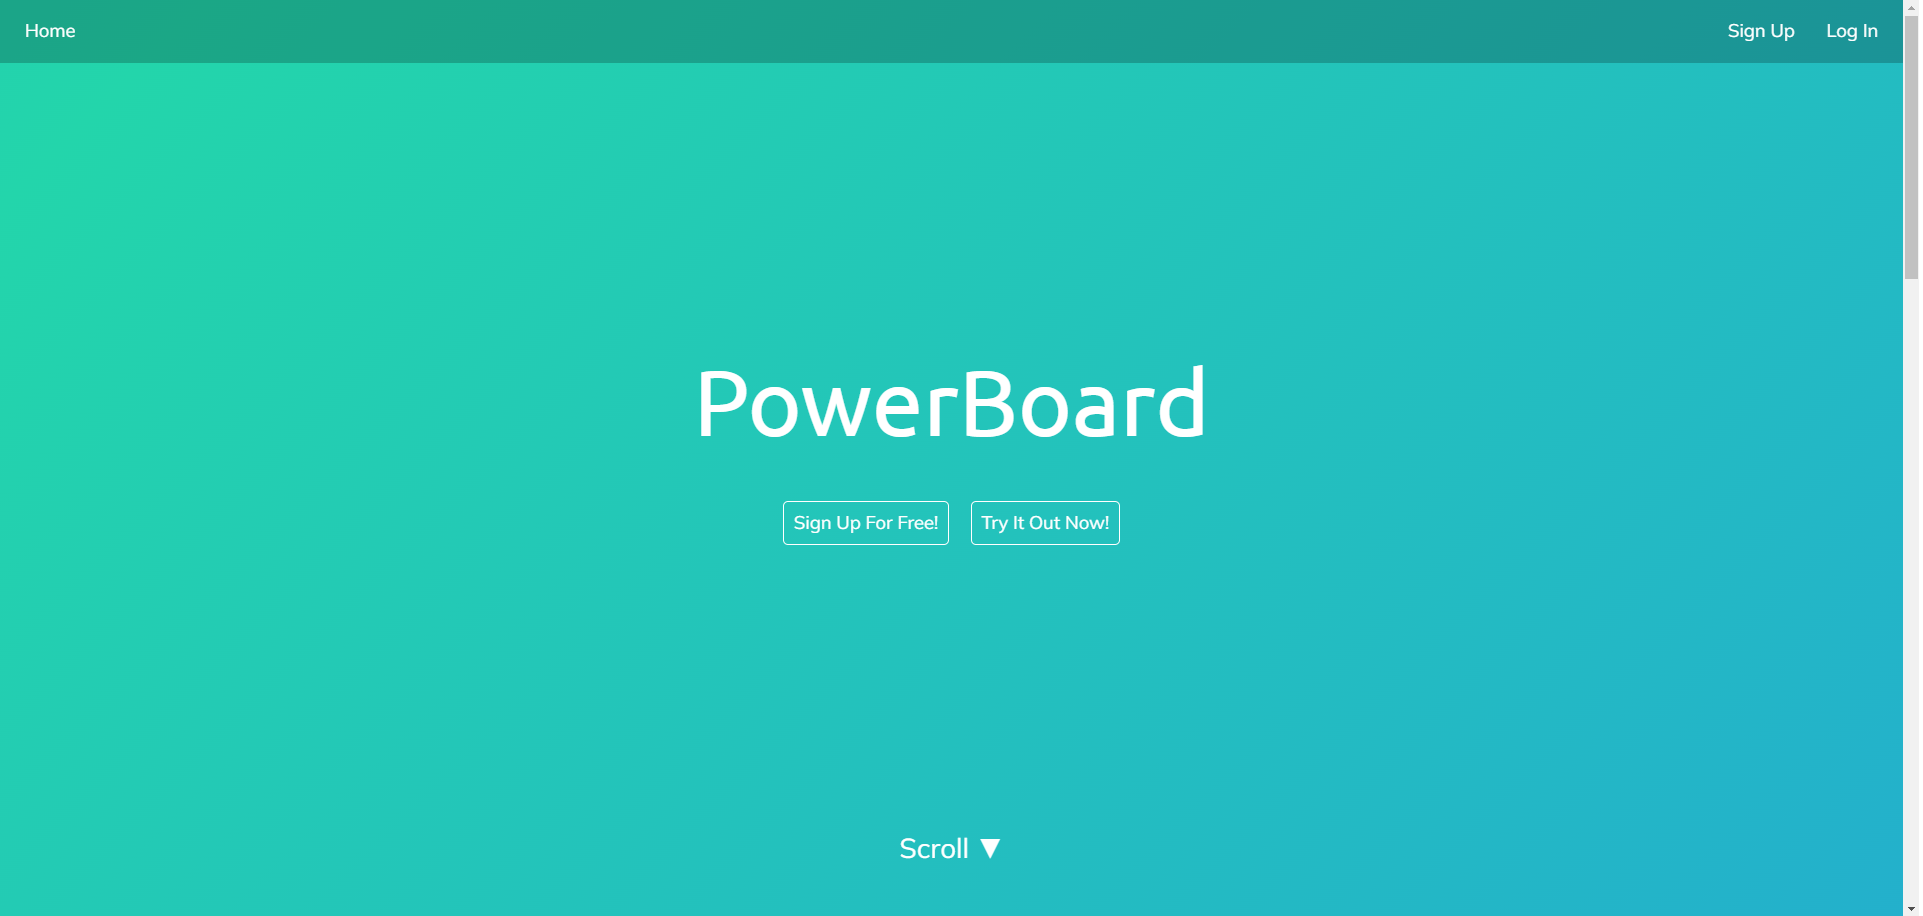 Home Sign Up Log In
PowerBoard
Sign Up For Free! Try It Out Now!
Scroll ▼